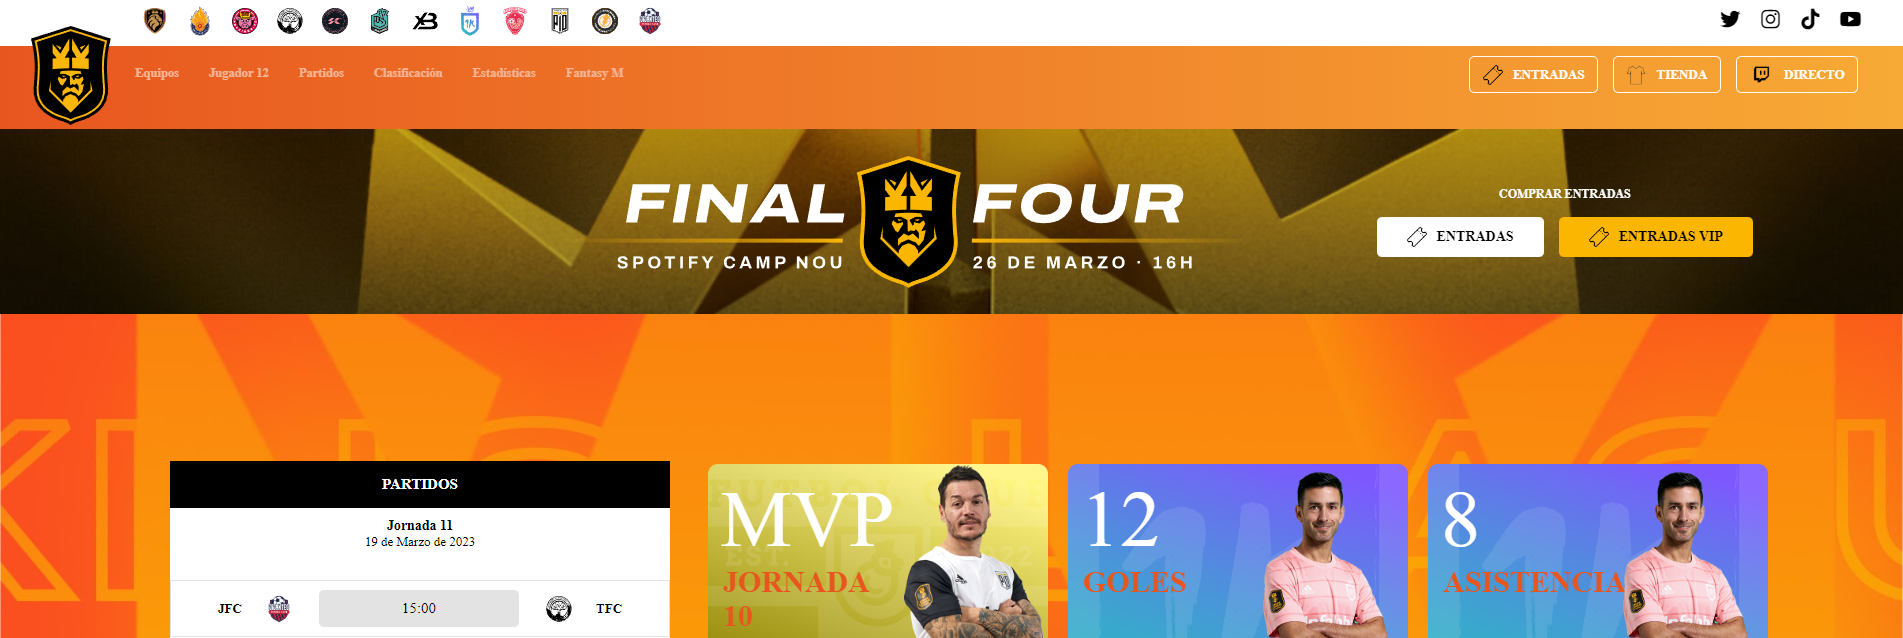 Equipos
Jugador 12
Partidos
Clasificación
Estadísticas
Fantasy M
ENTRADAS
TIENDA
DIRECTO
FINAL FOUR
SPOTIFY CAMP NOU
26 DE MARZO · 16H
COMPRAR ENTRADAS
ENTRADAS
ENTRADAS VIP
PARTIDOS
Jornada 11
19 de Marzo de 2023
JFC
15:00
TFC
MVP
JORNADA
10
12
GOLES
8
ASISTENCIA